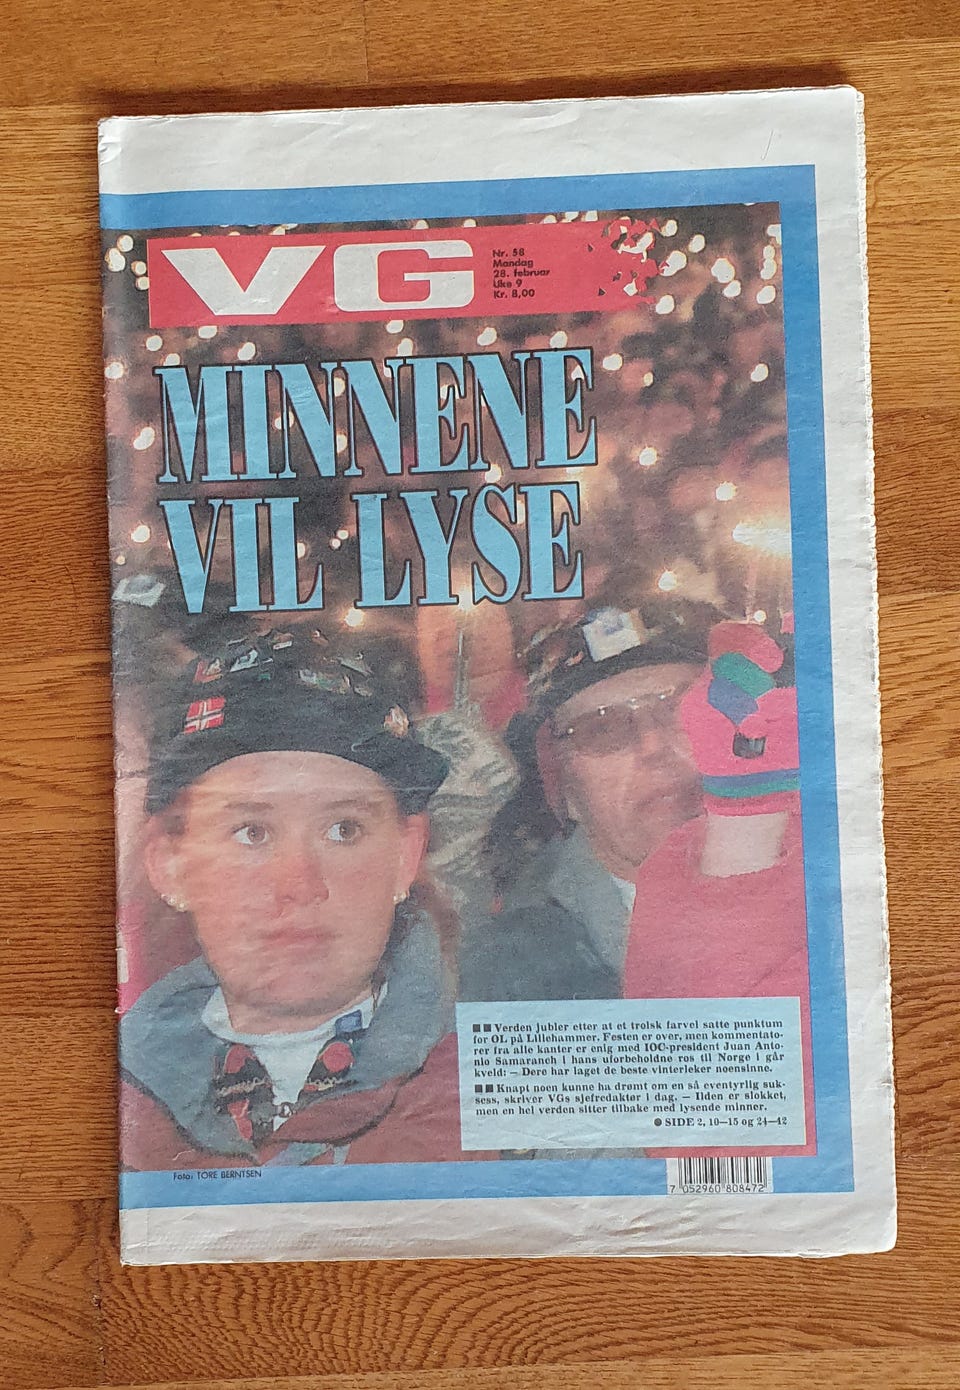 VG
Nr. 58
Mandag
28. februar
Uke 9
Kr. 8,00
MINNENE
VIL LYSE
■■ Verden jubler etter at et trolsk farvel satte punktum
for OL på Lillehammer. Festen er over, men kommentato-
rer fra alle kanter er enig med IOC-president Juan Anto-
nio Samaranch i hans uforbeholdne ros til Norge i går
kveld: – Dere har laget de beste vinterleker noensinne.
■■ Knapt noen kunne ha drømt om en så eventyrlig suk-
sess, skriver VGs sjefredaktør i dag. – Ilden er slokket,
men en hel verden sitter tilbake med lysende minner.
● SIDE 2, 10–15 og 24–42
Foto: TORE BERNTSEN
7 052960 808472